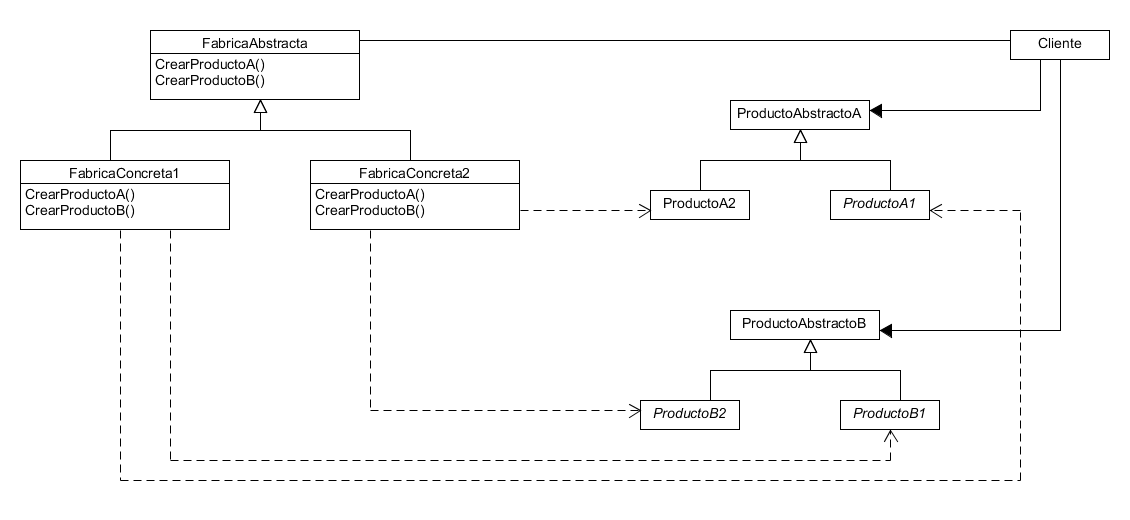 FabricaAbstracta
CrearProductoA()
CrearProductoB()
Cliente
ProductoAbstractoA
FabricaConcreta1
CrearProductoA()
CrearProductoB()
FabricaConcreta2
CrearProductoA()
CrearProductoB()
ProductoA2
ProductoA1
ProductoAbstractoB
ProductoB2
ProductoB1